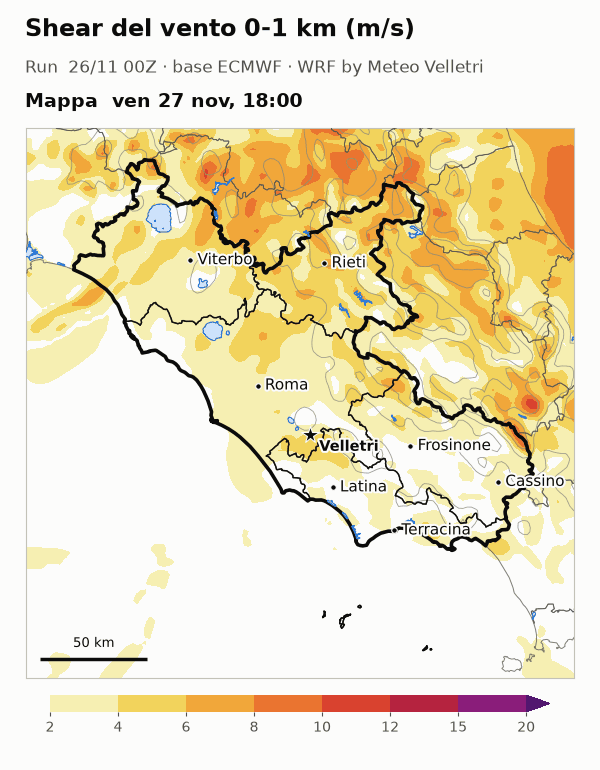 Shear del vento 0-1 km (m/s)
Run  26/11 00Z · base ECMWF · WRF by Meteo Velletri
Mappa  ven 27 nov, 18:00
Viterbo
Rieti
Roma
Velletri
Frosinone
Latina
Cassino
Terracina
50 km
2 4 6 8 10 12 15 20